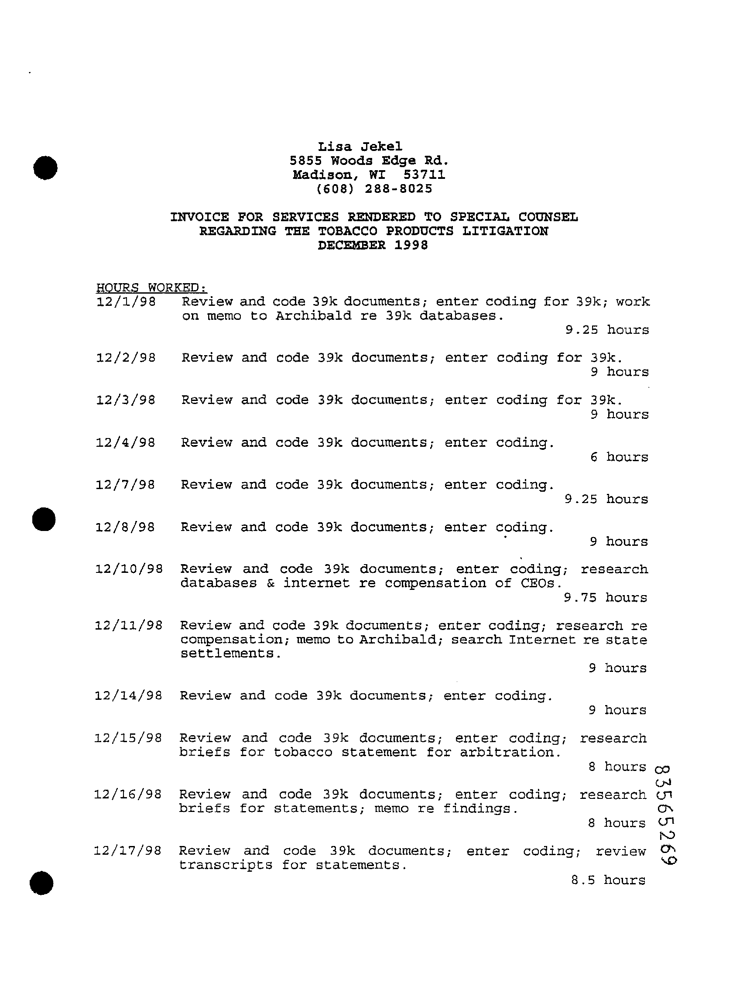 Lisa Jekel
5855 Woods Edge Rd.
Madison, WI 53711
(608) 288-8025
INVOICE FOR SERVICES RENDERED TO SPECIAL COUNSEL
REGARDING THE TOBACCO PRODUCTS LITIGATION
DECEMBER 1998
HOURS WORKED:
12/1/98 Review and code 39k documents; enter coding for 39k; work
on memo to Archibald re 39k databases.
9.25 hours
12/2/98 Review and code 39k documents; enter coding for 39k.
9 hours
12/3/98 Review and code 39k documents; enter coding for 39k.
9 hours
12/4/98 Review and code 39k documents; enter coding.
6 hours
12/7/98 Review and code 39k documents; enter coding.
9.25 hours
12/8/98 Review and code 39k documents; enter coding.
9 hours
12/10/98 Review and code 39k documents; enter coding; research
databases & internet re compensation of CEOs.
9.75 hours
12/11/98 Review and code 39k documents; enter coding; research re
compensation; memo to Archibald; search Internet re state
settlements.
9 hours
12/14/98 Review and code 39k documents; enter coding.
9 hours
12/15/98 Review and code 39k documents; enter coding; research
briefs for tobacco statement for arbitration.
8 hours
12/16/98 Review and code 39k documents; enter coding; research
briefs for statements; memo re findings.
8 hours
12/17/98 Review and code 39k documents; enter coding; review
transcripts for statements.
8.5 hours
83565269